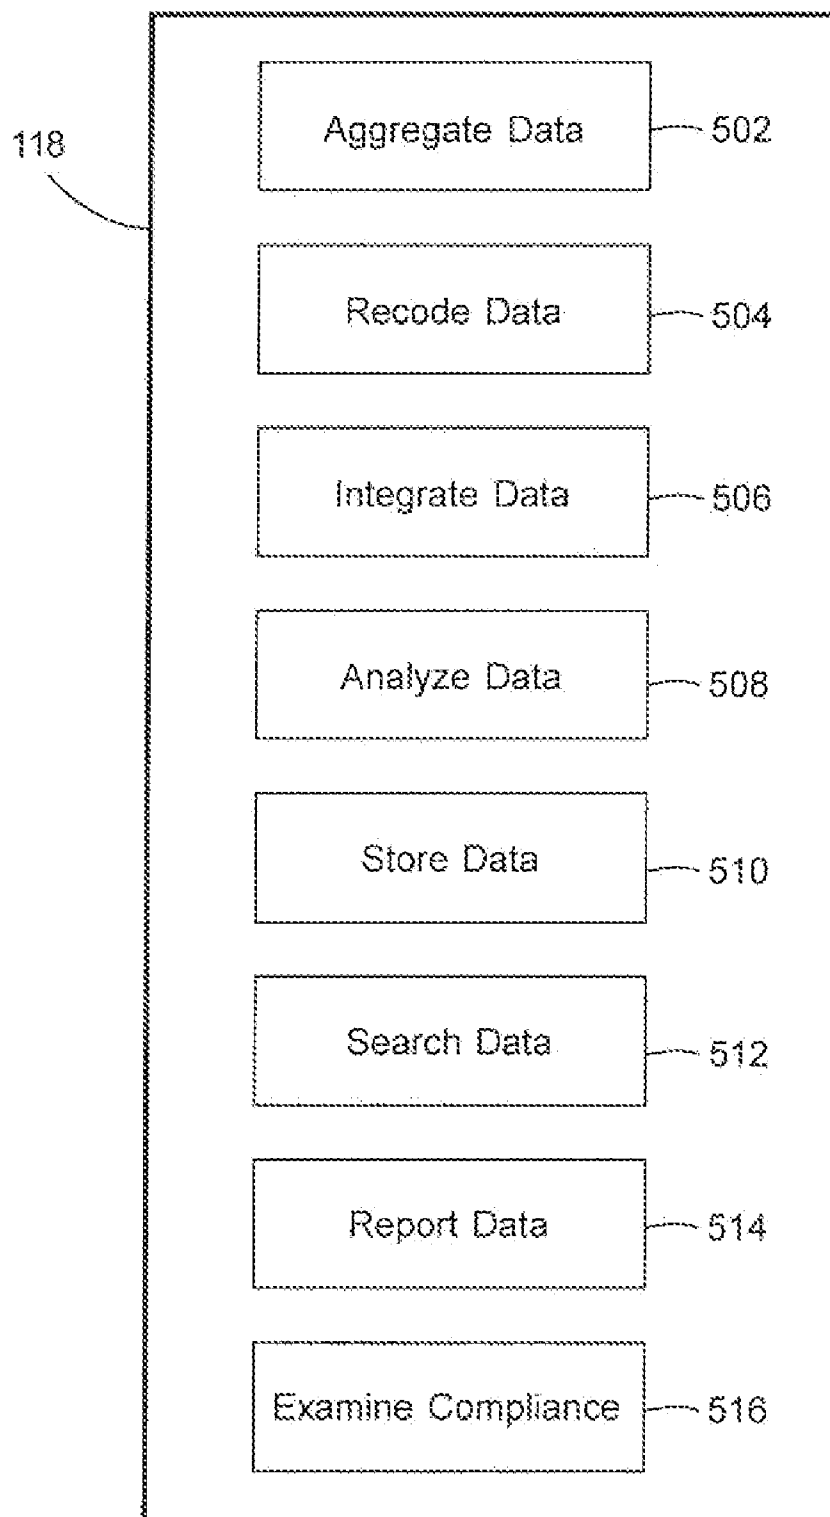 Aggregate Data 502
118
Recode Data 504
Integrate Data 506
Analyze Data 508
Store Data 510
Search Data 512
Report Data 514
Examine Compliance 516